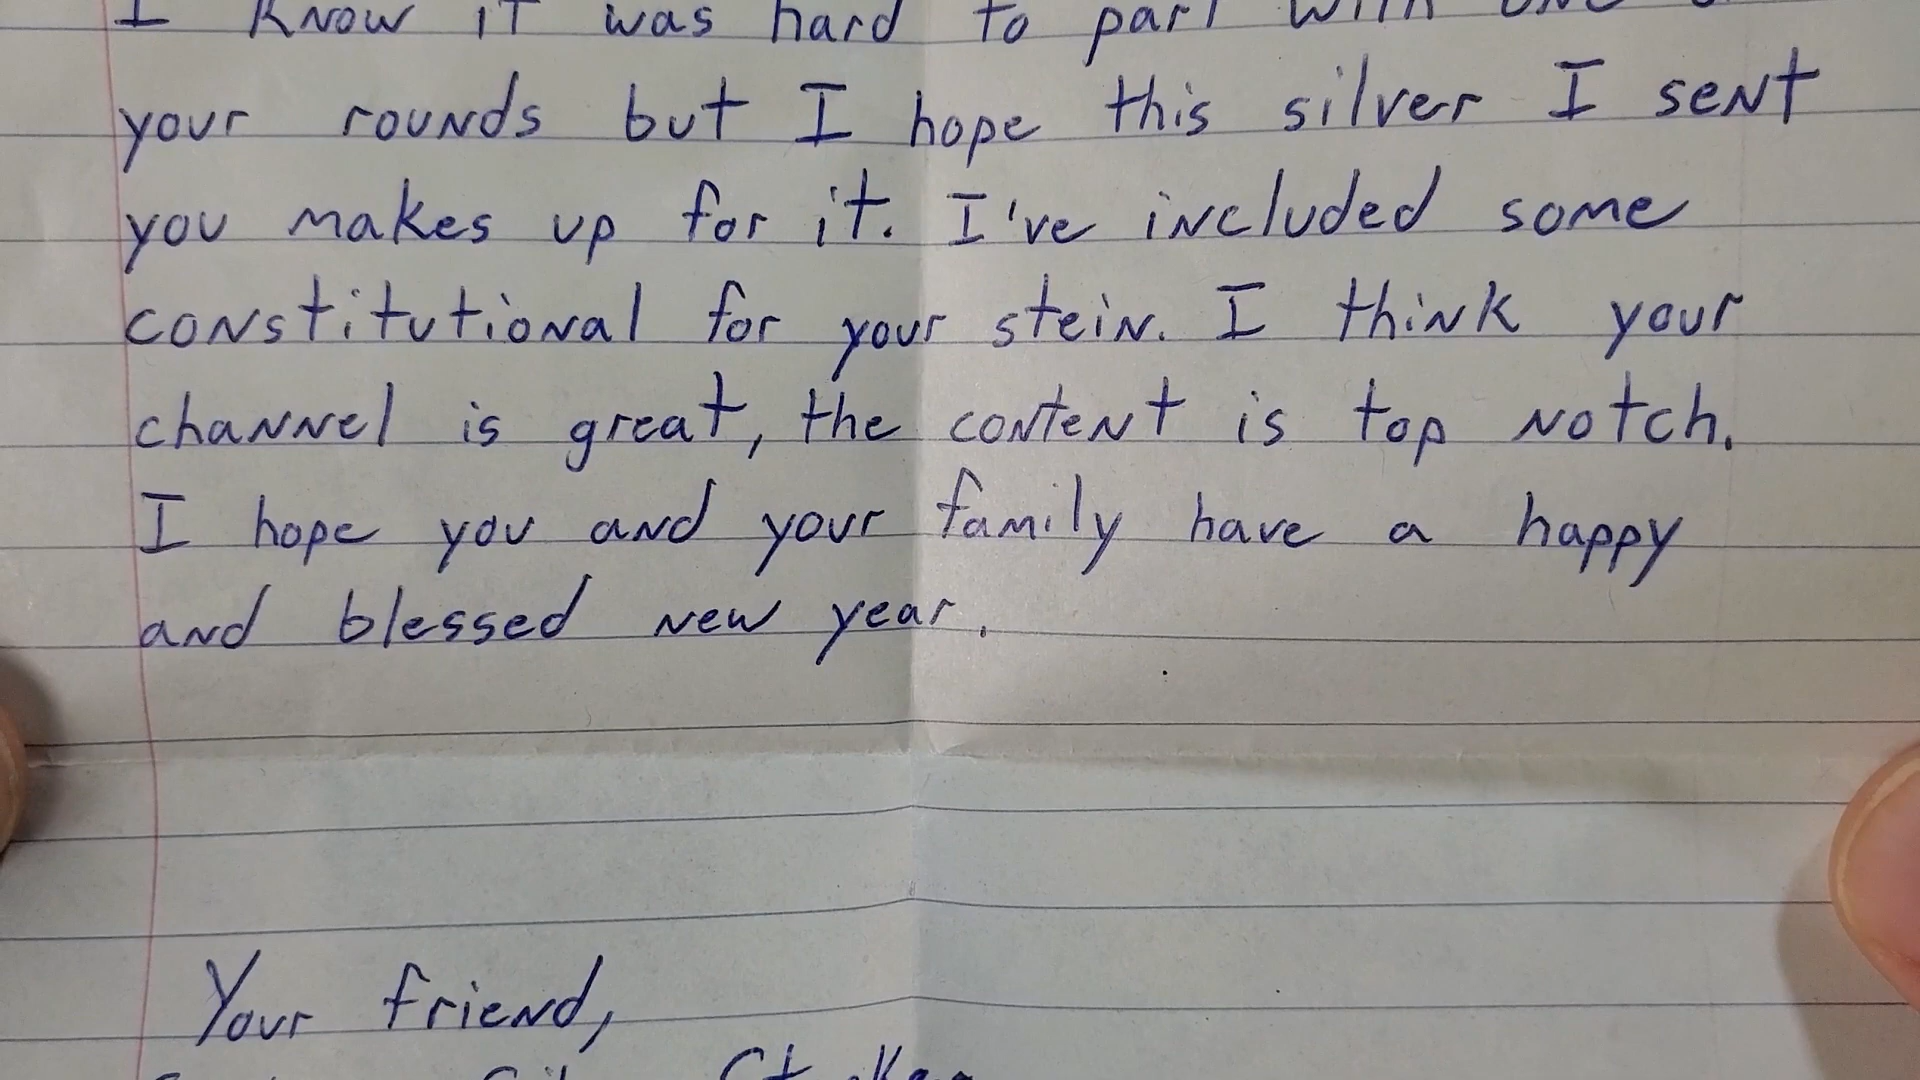 I know it was hard to part with one
your rounds but I hope this silver I sent
you makes up for it. I've included some
constitutional for your stein. I think your
channel is great, the content is top notch.
I hope you and your family have a happy
and blessed new year.
Your friend,